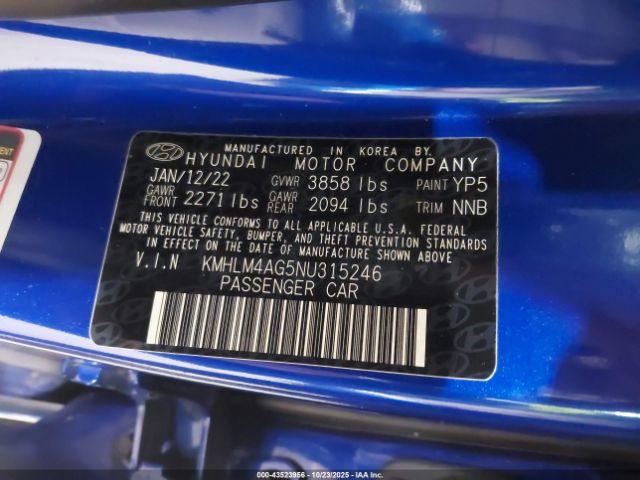 MANUFACTURED IN KOREA BY.
HYUNDAI MOTOR COMPANY
JAN/12/22 GVWR 3858 lbs PAINT YP5
GAWR FRONT 2271 lbs GAWR REAR 2094 lbs TRIM NNB
THIS VEHICLE CONFORMS TO ALL APPLICABLE U.S.A. FEDERAL
MOTOR VEHICLE SAFETY, BUMPER, AND THEFT PREVENTION STANDARDS
IN EFFECT ON THE DATE OF MANUFACTURE SHOWN ABOVE
V.I.N KMHLM4AG5NU315246
PASSENGER CAR
000-43523956 - 10/23/2025 - IAA Inc.